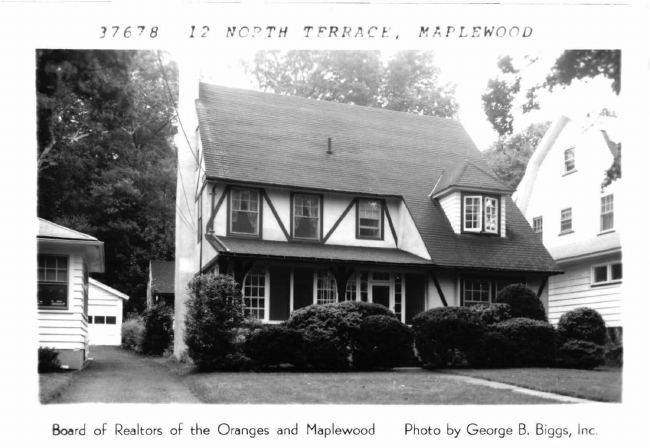 37678 12 NORTH TERRACE, MAPLEWOOD
Board of Realtors of the Oranges and Maplewood Photo by George B. Biggs, Inc.